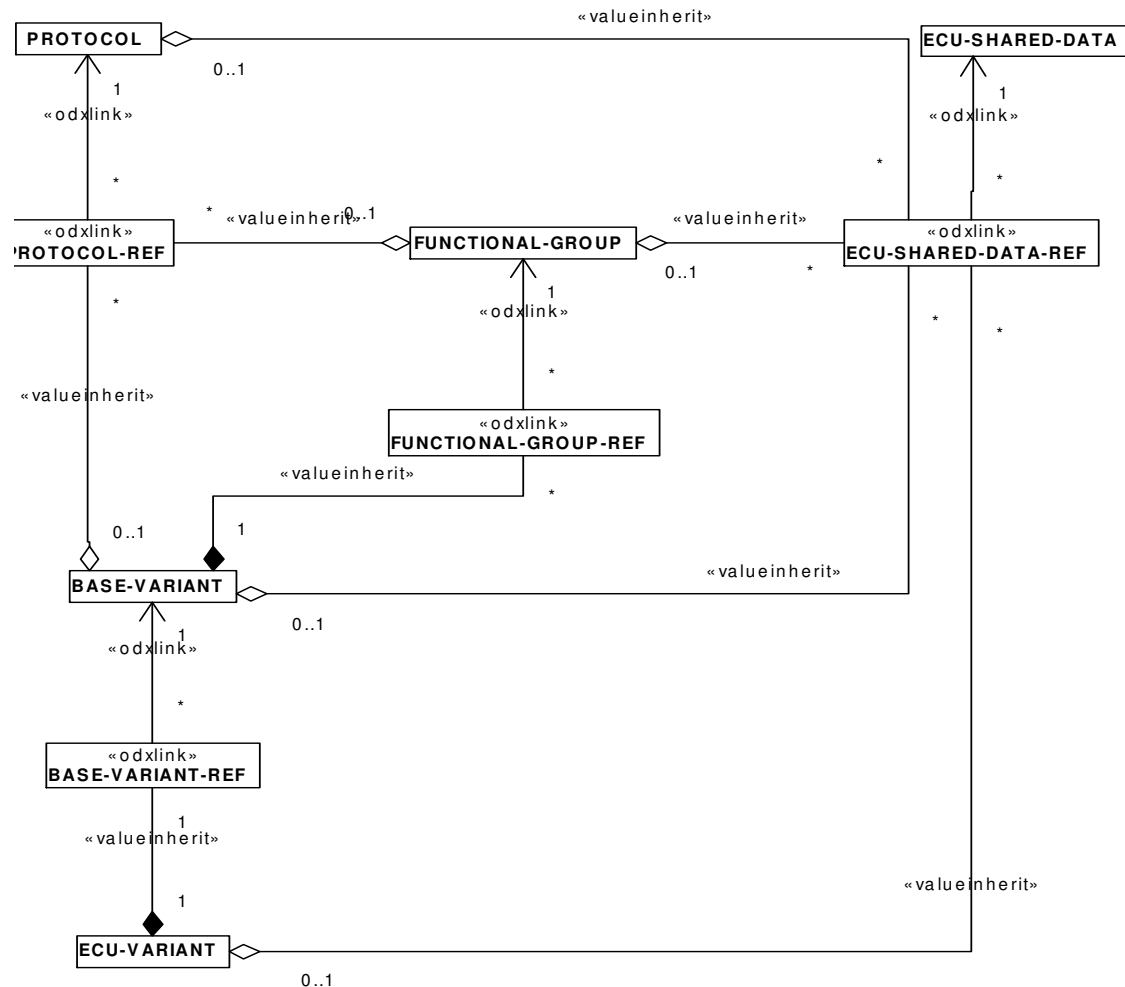 «valueinherit»
PROTOCOL
ECU-SHARED-DATA
0..1
1
1
«odxlink»
«odxlink»
*
*
*
*
«valueinherit»
0..1
«valueinherit»
«odxlink»
PROTOCOL-REF
FUNCTIONAL-GROUP
«odxlink»
ECU-SHARED-DATA-REF
0..1
*
*
1
«odxlink»
*
*
*
«valueinherit»
«odxlink»
FUNCTIONAL-GROUP-REF
«valueinherit»
*
0..1
1
BASE-VARIANT
«valueinherit»
0..1
1
«odxlink»
*
«odxlink»
BASE-VARIANT-REF
1
«valueinherit»
«valueinherit»
1
ECU-VARIANT
0..1